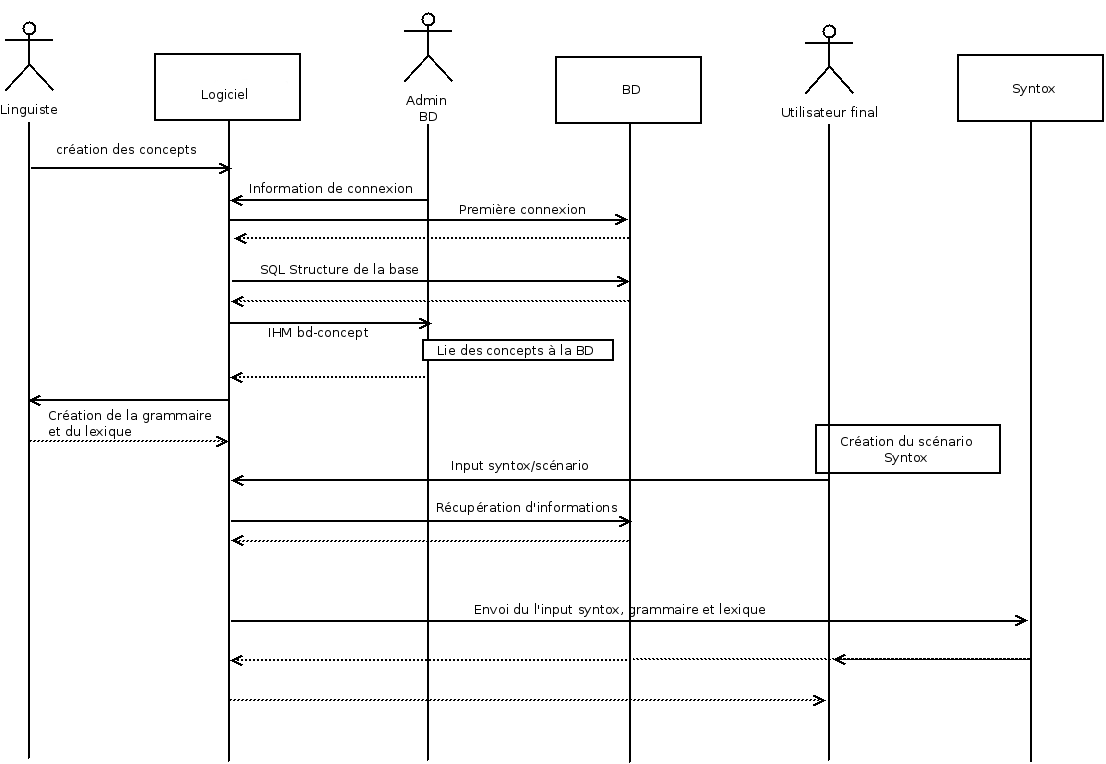 Linguiste
Logiciel
Admin
BD
BD
Utilisateur final
Syntox
création des concepts
Information de connexion
Première connexion
SQL Structure de la base
IHM bd-concept
Lie des concepts à la BD
Création de la grammaire
et du lexique
Création du scénario
Syntox
Input syntox/scénario
Récupération d'informations
Envoi du l'input syntox, grammaire et lexique